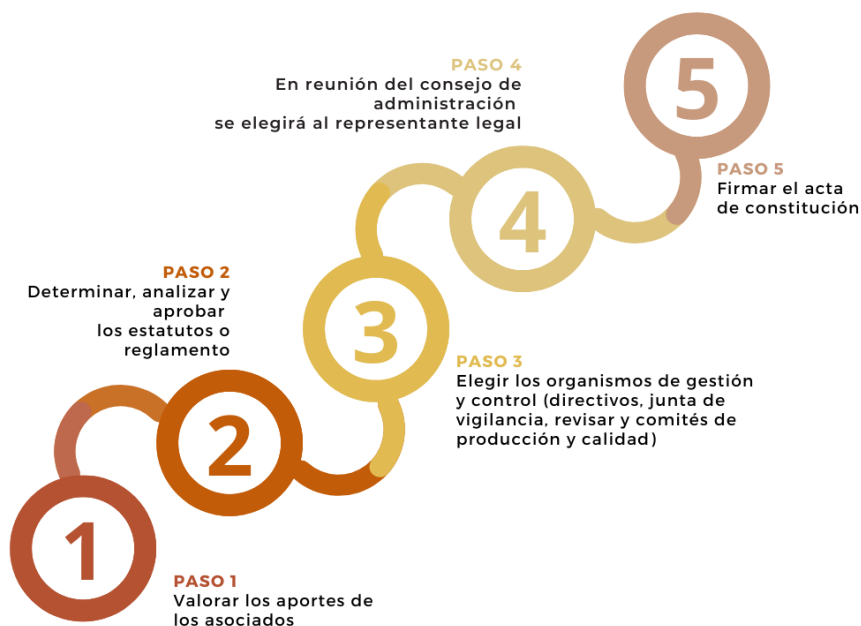 1
PASO 1
Valorar los aportes de
los asociados
2
PASO 2
Determinar, analizar y
aprobar
los estatutos o
reglamento
3
PASO 3
Elegir los organismos de gestión
y control (directivos, junta de
vigilancia, revisar y comités de
producción y calidad)
4
PASO 4
En reunión del consejo de
administración
se elegirá al representante legal
5
PASO 5
Firmar el acta
de constitución